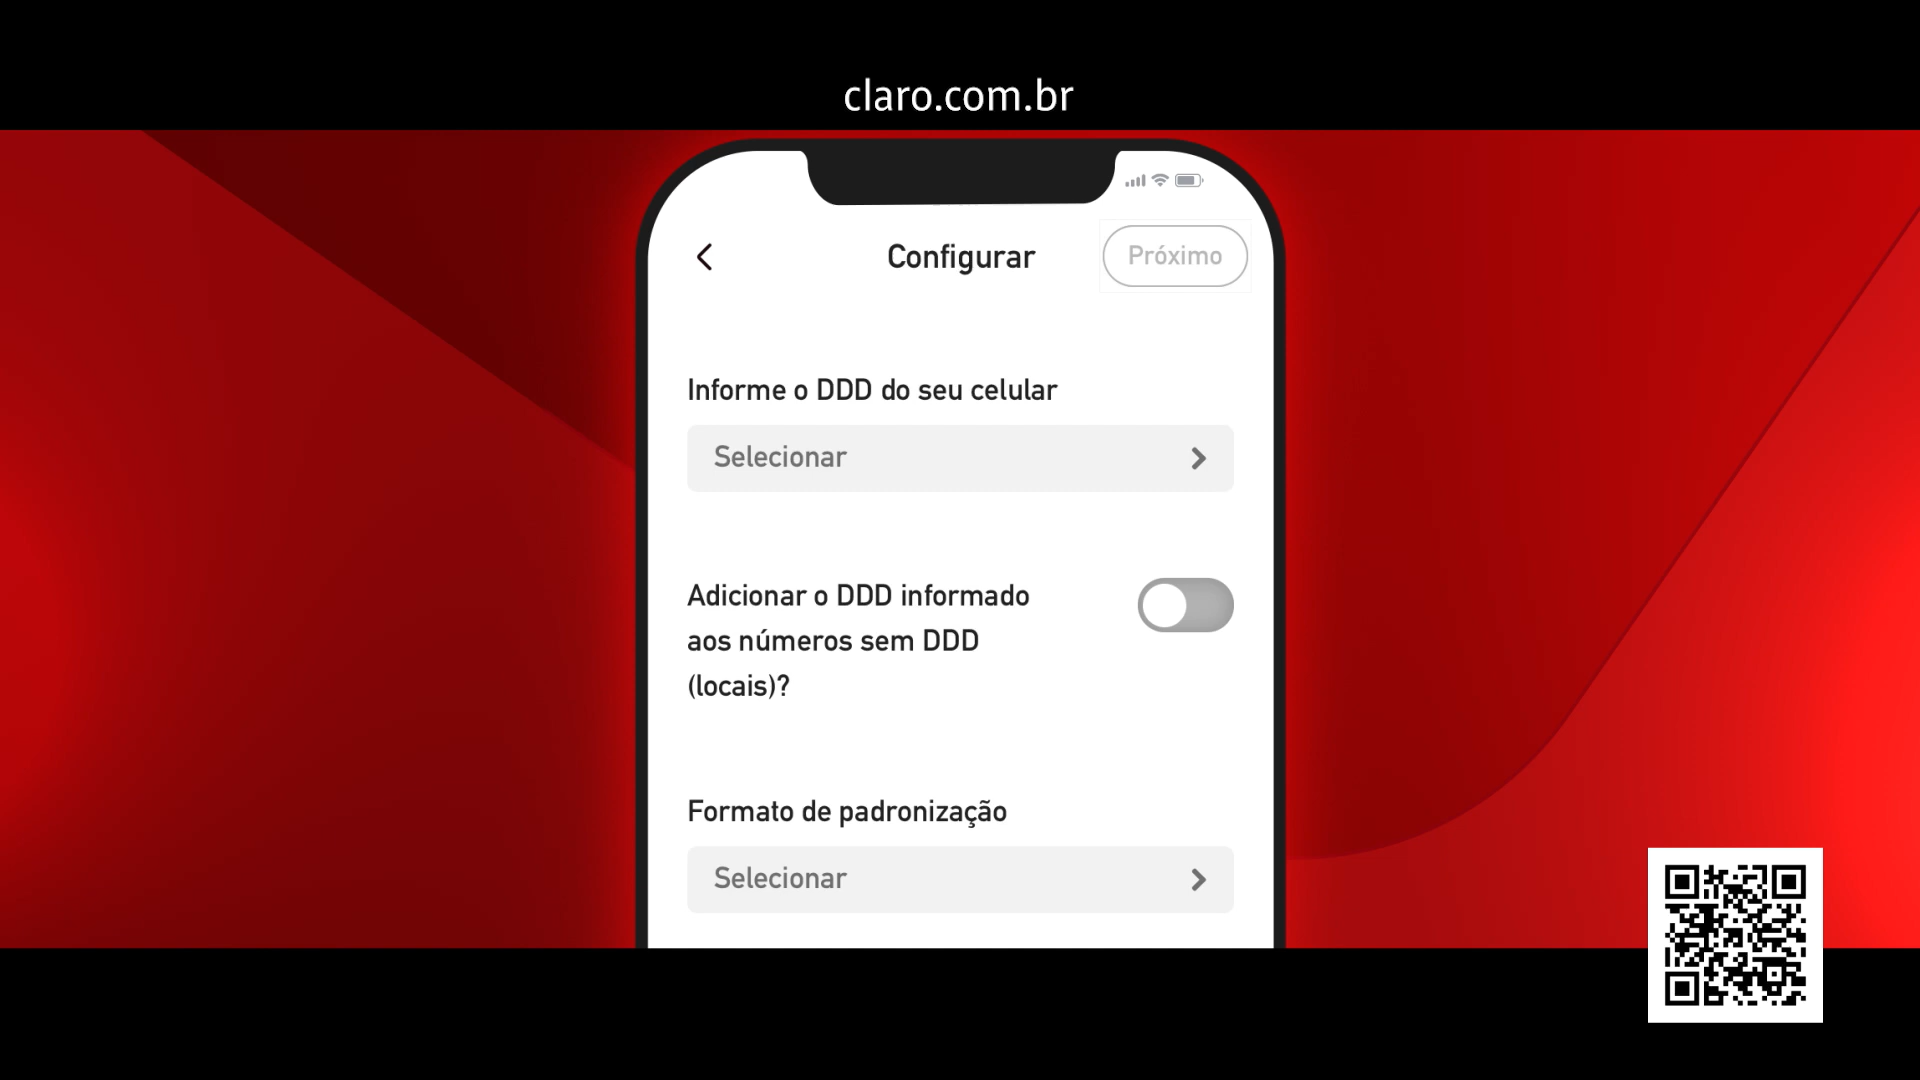 claro.com.br
Configurar
Próximo
Informe o DDD do seu celular
Selecionar
Adicionar o DDD informado
aos números sem DDD
(locais)?
Formato de padronização
Selecionar